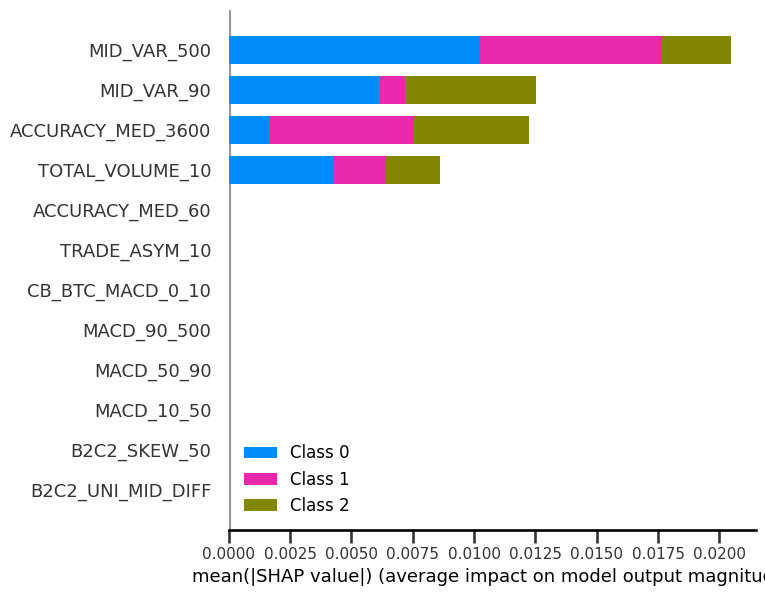 MID_VAR_500
MID_VAR_90
ACCURACY_MED_3600
TOTAL_VOLUME_10
ACCURACY_MED_60
TRADE_ASYM_10
CB_BTC_MACD_0_10
MACD_90_500
MACD_50_90
MACD_10_50
B2C2_SKEW_50
B2C2_UNI_MID_DIFF
Class 0
Class 1
Class 2
0.0000 0.0025 0.0050 0.0075 0.0100 0.0125 0.0150 0.0175 0.0200
mean(|SHAP value|) (average impact on model output magnitud